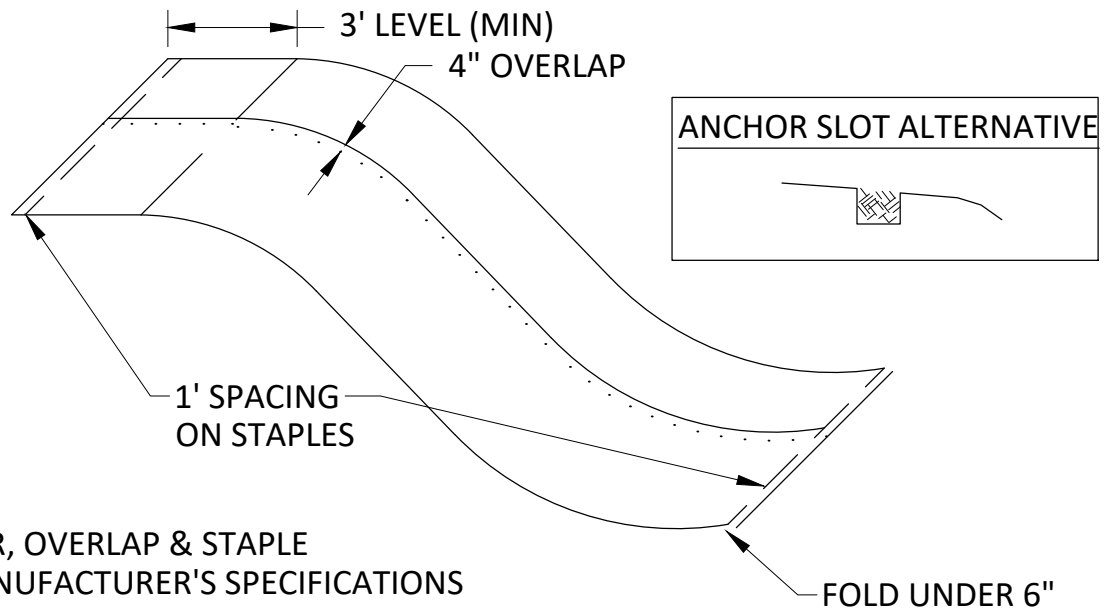 3' LEVEL (MIN)
4" OVERLAP
ANCHOR SLOT ALTERNATIVE
1' SPACING
ON STAPLES
OVERLAP & STAPLE
SPECIFICATIONS
FOLD UNDER 6"